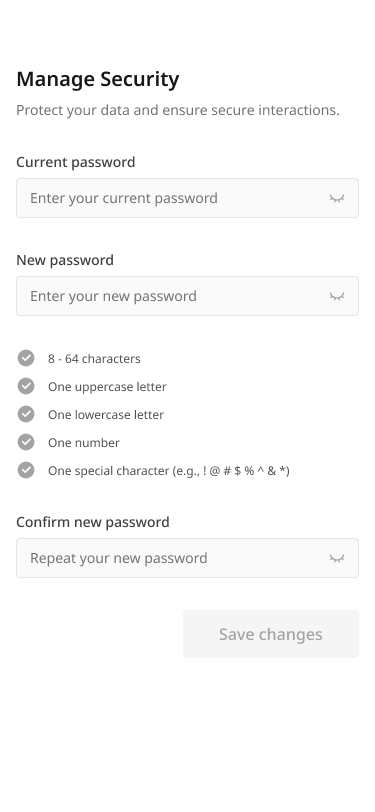 Manage Security
Protect your data and ensure secure interactions.
Current password
Enter your current password
New password
Enter your new password
8 - 64 characters
One uppercase letter
One lowercase letter
One number
One special character (e.g., ! @ # $ % ^ & *)
Confirm new password
Repeat your new password
Save changes